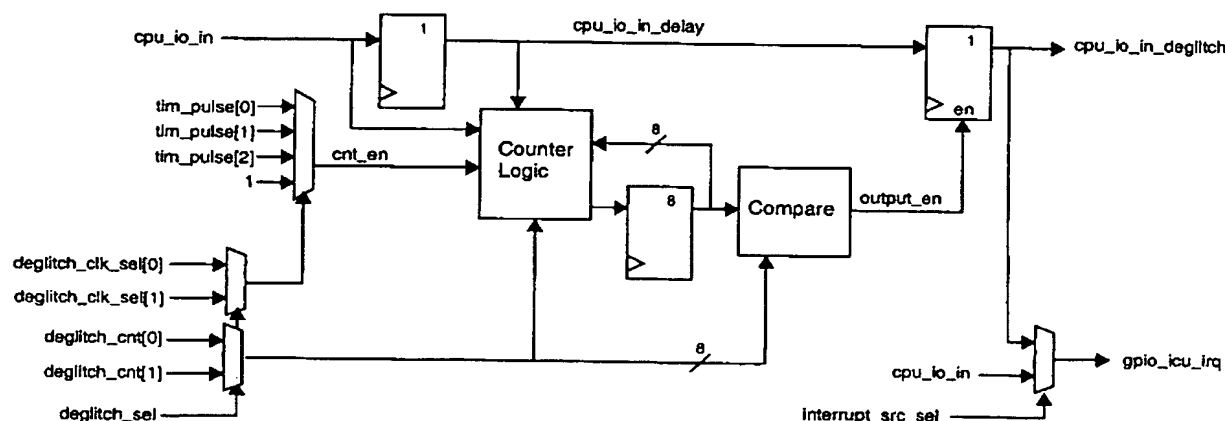 cpu_io_in
1
cpu_io_in_delay
1
cpu_io_in_deglitch
en
tim_pulse[0]
tim_pulse[1]
tim_pulse[2]
1
cnt_en
Counter
Logic
8
8
Compare
output_en
deglitch_clk_sel[0]
deglitch_clk_sel[1]
deglitch_cnt[0]
deglitch_cnt[1]
deglitch_sel
8
cpu_io_in
gpio_icu_irq
interrupt_src_sel